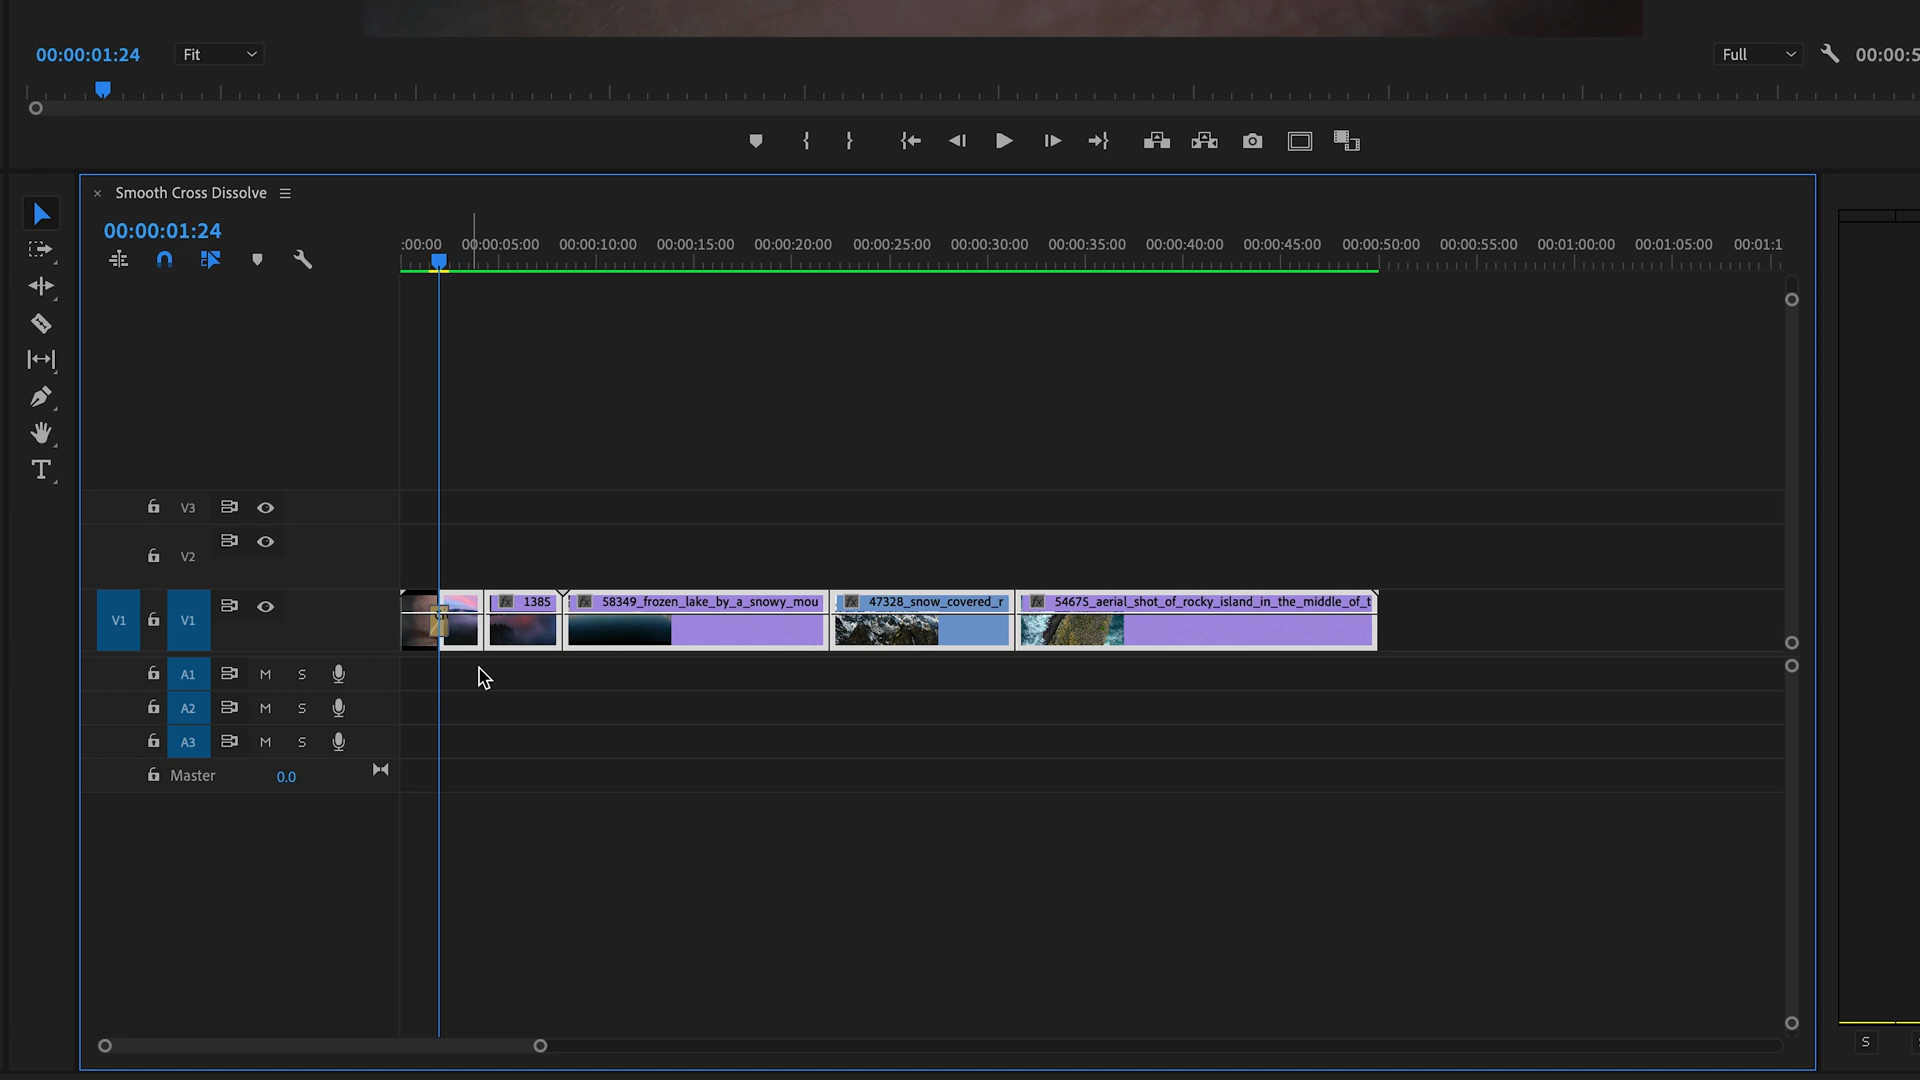 00:00:01:24 Fit Full 00:00:5
Smooth Cross Dissolve
00:00:01:24
:00:00 00:00:05:00 00:00:10:00 00:00:15:00 00:00:20:00 00:00:25:00 00:00:30:00 00:00:35:00 00:00:40:00 00:00:45:00 00:00:50:00 00:00:55:00 00:01:00:00 00:01:05:00 00:01:1
T
V3
V2
fx 1385 fx 58349_frozen_lake_by_a_snowy_mou fx 47328_snow_covered_r fx 54675_aerial_shot_of_rocky_island_in_the_middle_of_t
V1 V1
A1 M S
A2 M S
A3 M S
Master 0.0
S